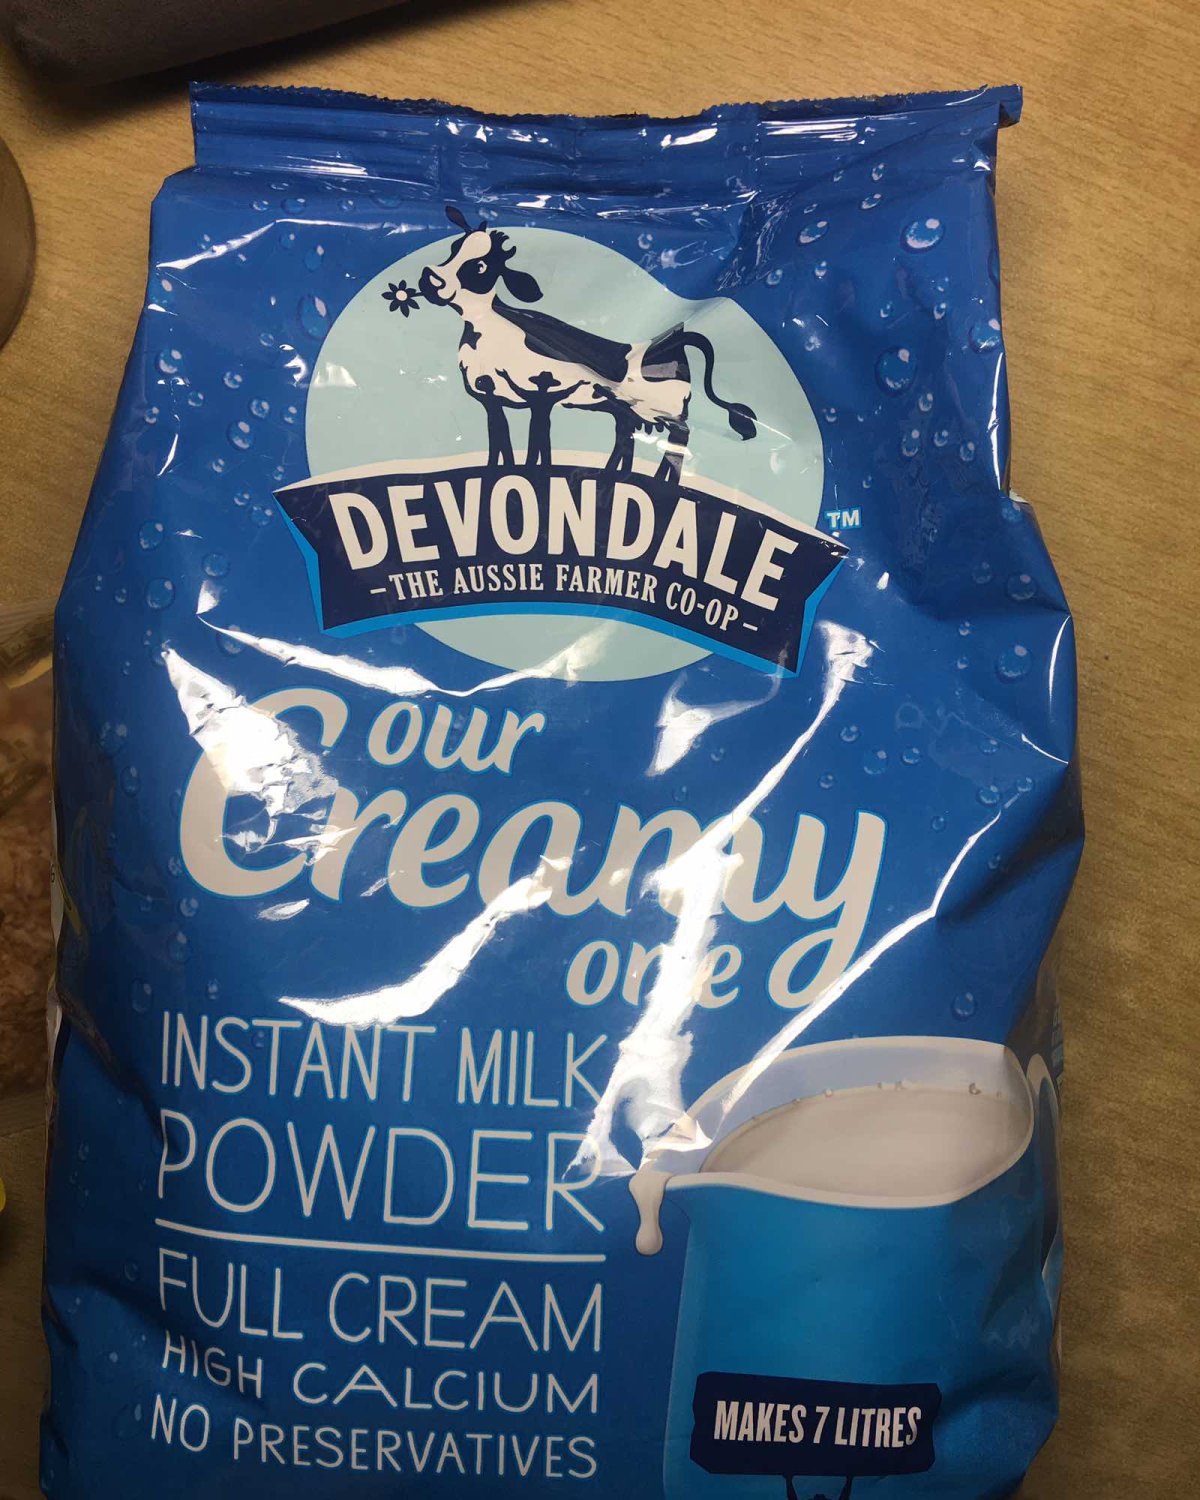 DEVONDALE
TM
-THE AUSSIE FARMER CO-OP-
our
Creamy
one
INSTANT MILK
POWDER
FULL CREAM
HIGH CALCIUM
NO PRESERVATIVES
MAKES 7 LITRES